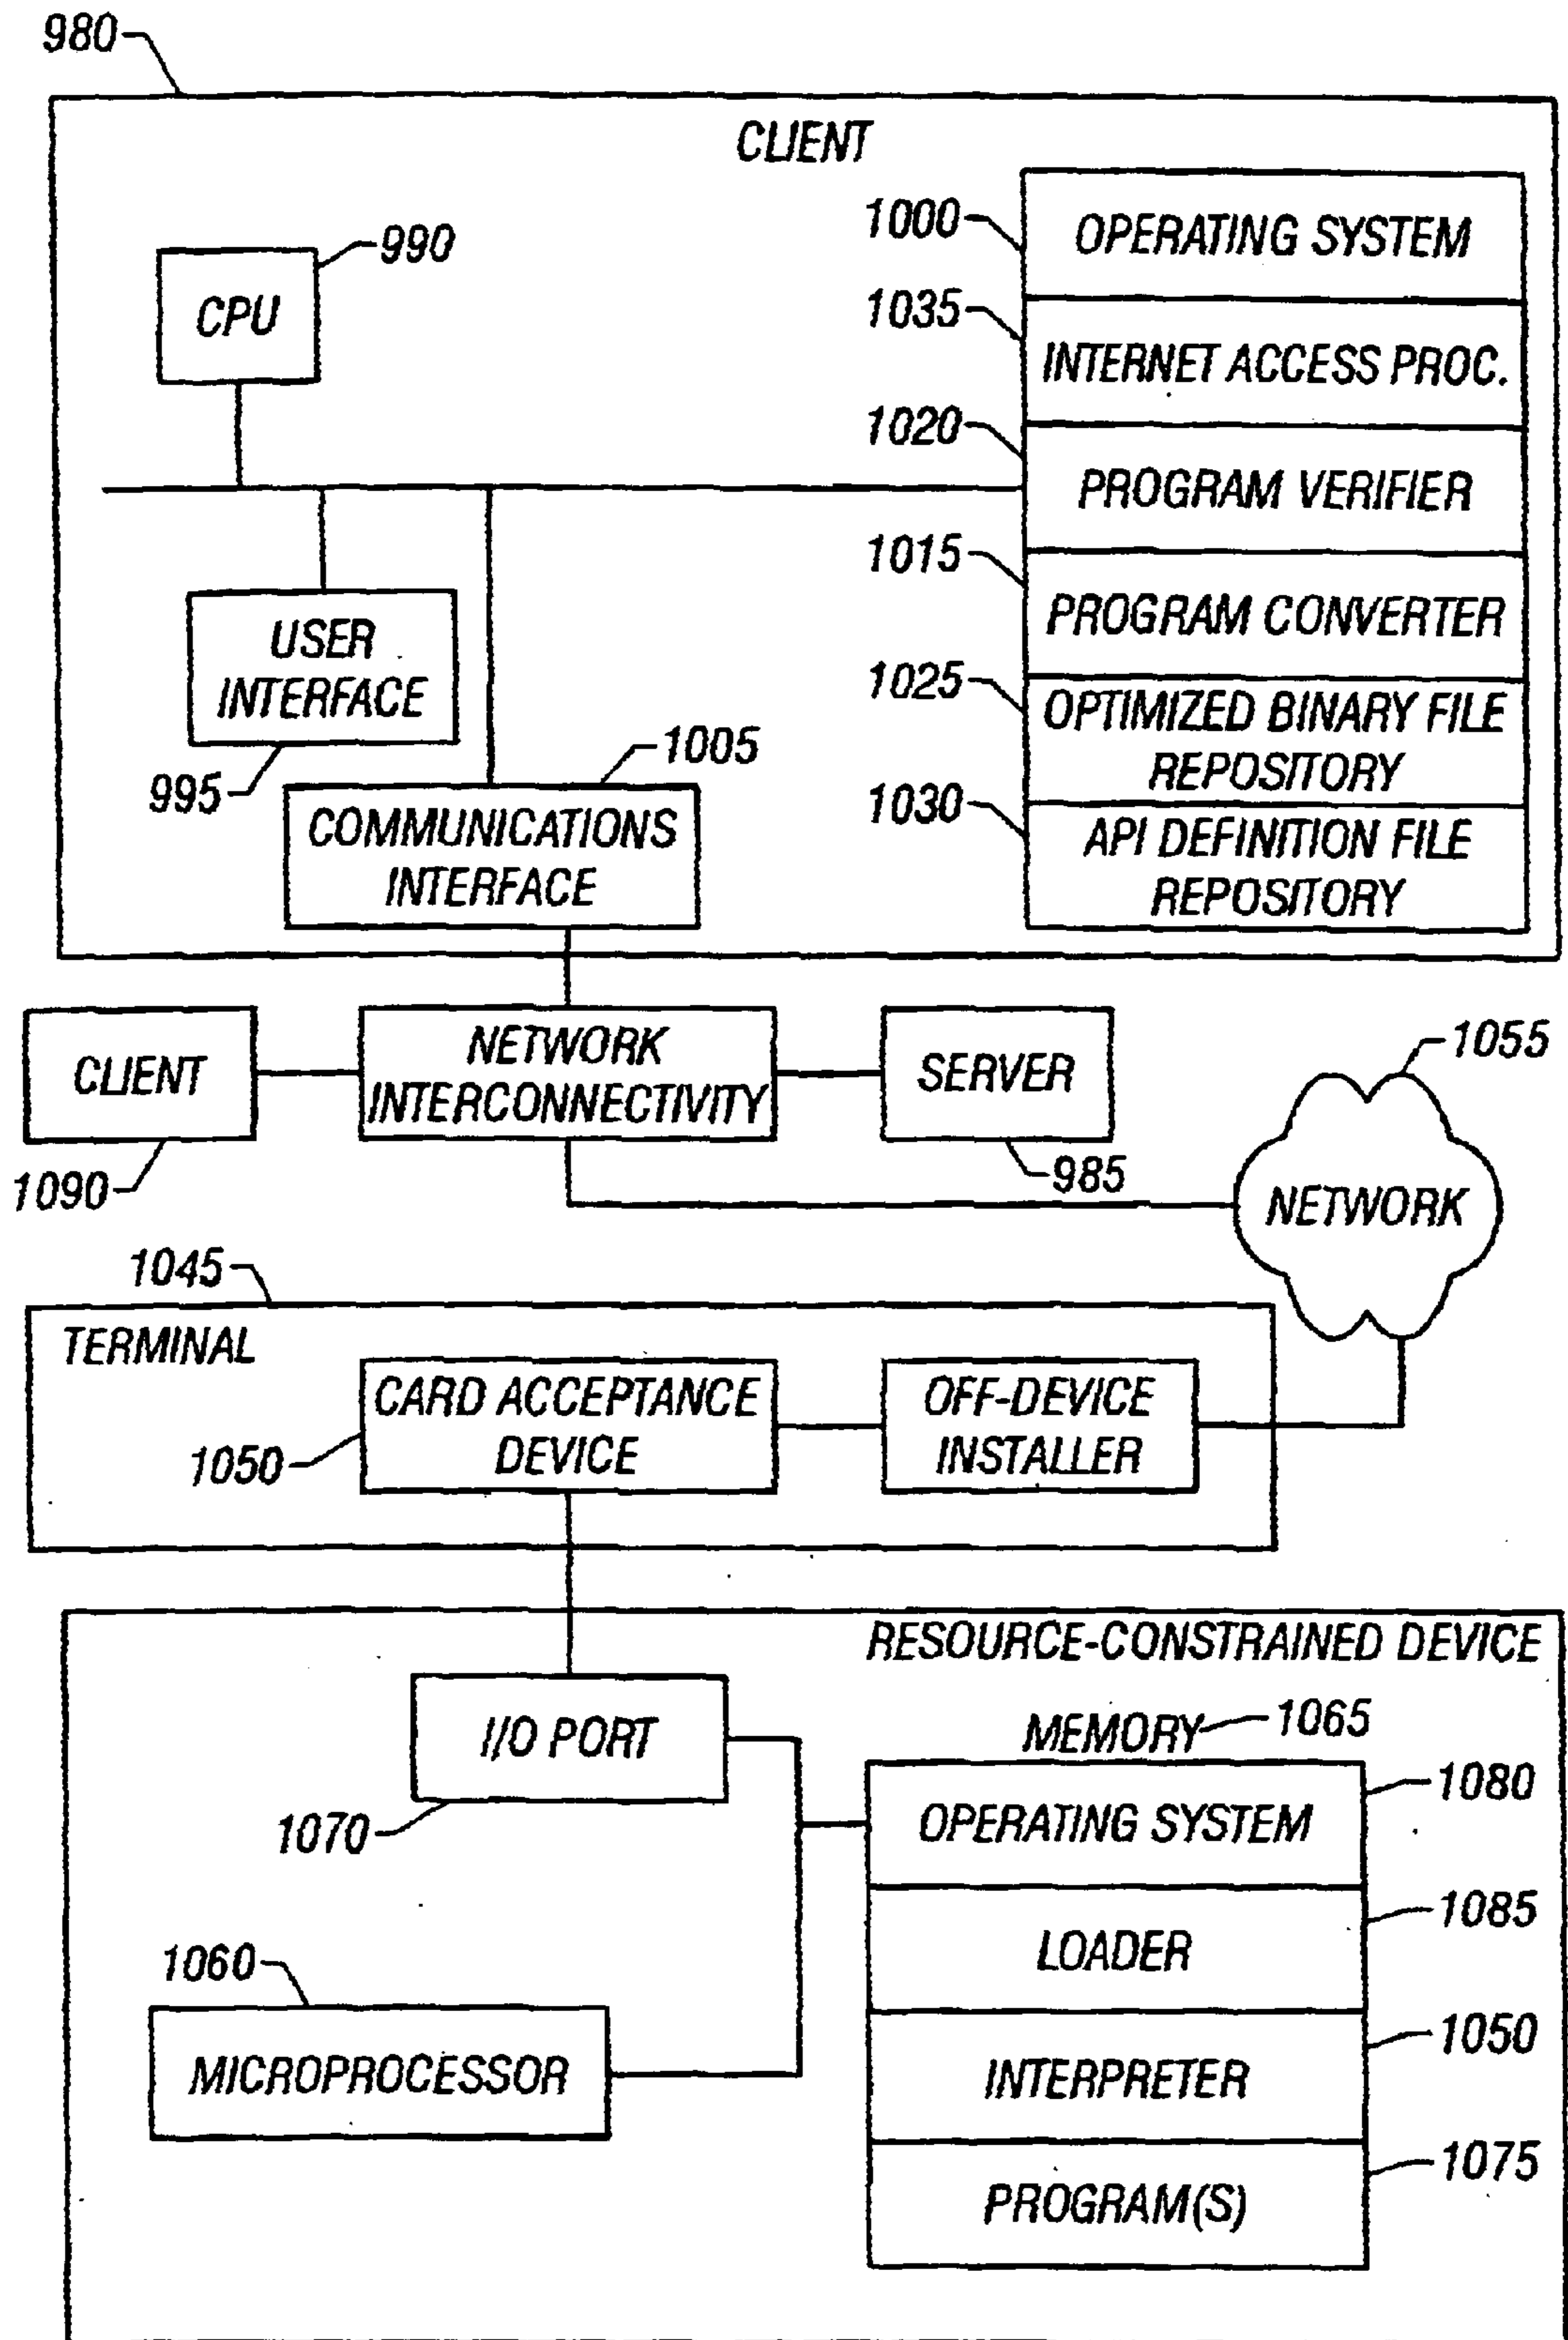 980
CLIENT
1000
OPERATING SYSTEM
990
CPU
1035
INTERNET ACCESS PROC.
1020
PROGRAM VERIFIER
1015
PROGRAM CONVERTER
USER
INTERFACE
995
1025
OPTIMIZED BINARY FILE
REPOSITORY
1005
COMMUNICATIONS
INTERFACE
1030
API DEFINITION FILE
REPOSITORY
CLIENT
1090
NETWORK
INTERCONNECTIVITY
SERVER
985
1055
NETWORK
1045
TERMINAL
CARD ACCEPTANCE
DEVICE
1050
OFF-DEVICE
INSTALLER
RESOURCE-CONSTRAINED DEVICE
I/O PORT
1070
MEMORY
1065
OPERATING SYSTEM
1080
LOADER
1085
1060
MICROPROCESSOR
INTERPRETER
1050
PROGRAM(S)
1075